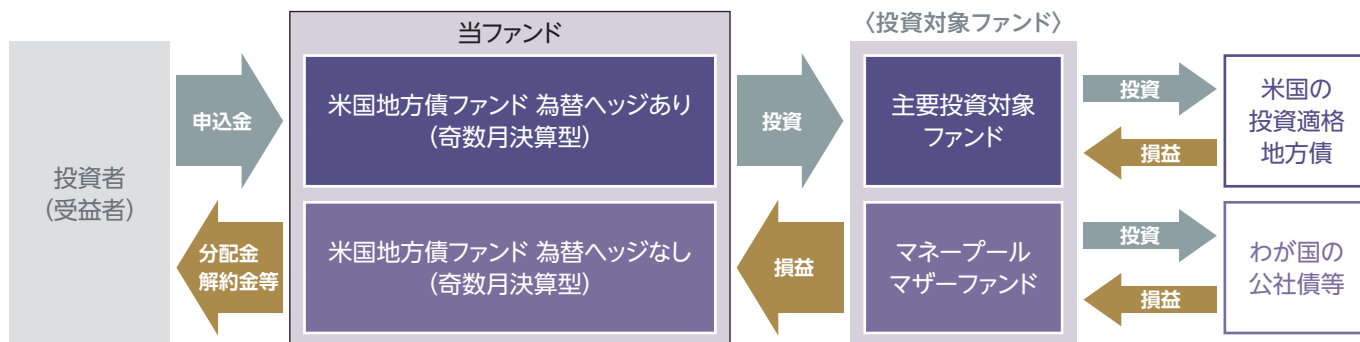 投資者
(受益者)
申込金
分配金
解約金等
当ファンド
米国地方債ファンド 為替ヘッジあり
(奇数月決算型)
米国地方債ファンド 為替ヘッジなし
(奇数月決算型)
投資
損益
〈投資対象ファンド〉
主要投資対象
ファンド
マネープール
マザーファンド
投資
損益
投資
損益
米国の
投資適格
地方債
わが国の
公社債等